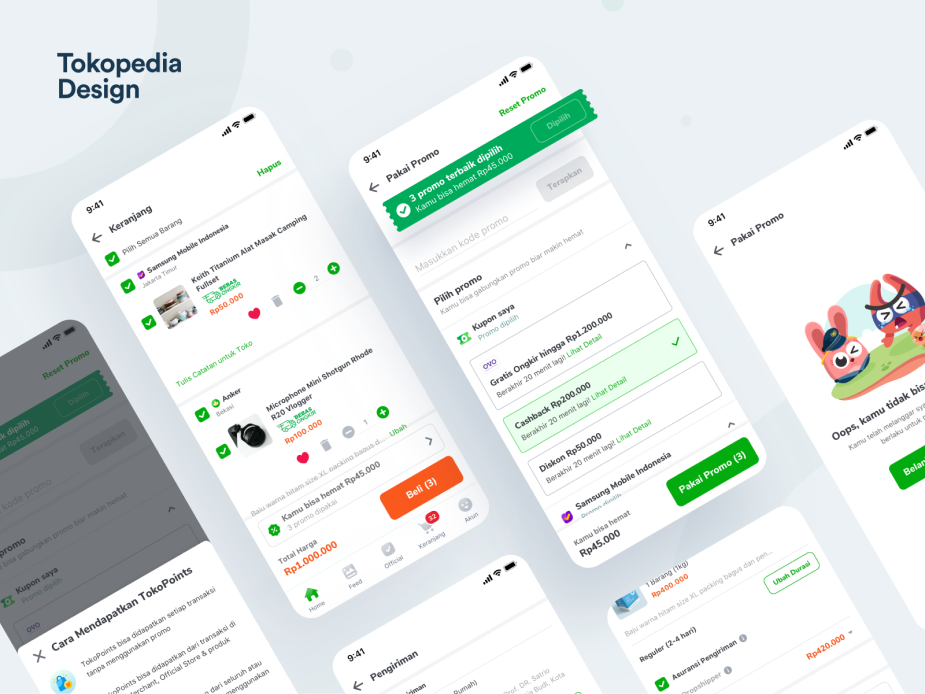 Tokopedia
Design
9:41
Hapus
Keranjang
Pilih Semua Barang
Samsung Mobile Indonesia
Jakarta Timur
Keith Titanium Alat Masak Camping
Fullset
BEBAS
ONGKIR
Rp50.000
2
Tulis Catatan untuk Toko
Anker
Bekasi
Microphone Mini Shotgun Rhode
R20 Vlogger
BEBAS
ONGKIR
Rp100.000
1
Baju warna hitam size XL packing bagus d...
Ubah
Kamu bisa hemat Rp45.000
3 promo dipakai
Total Harga
Rp1.000.000
Beli (3)
Home
Feed
Official
32
Keranjang
Akun
9:41
Reset Promo
Pakai Promo
3 promo terbaik dipilih
Kamu bisa hemat Rp45.000
Dipilih
Masukkan kode promo
Terapkan
Pilih promo
Kamu bisa gabungkan promo biar makin hemat
Kupon saya
Promo dipilih
OVO
Gratis Ongkir hingga Rp1.200.000
Berakhir 20 menit lagi! Lihat Detail
Cashback Rp200.000
Berakhir 20 menit lagi! Lihat Detail
Diskon Rp50.000
Berakhir 20 menit lagi! Lihat Detail
Samsung Mobile Indonesia
Promo dipilih
Kamu bisa hemat
Rp45.000
Pakai Promo (3)
9:41
Pakai Promo
Oops, kamu tidak bisa
Kamu telah melanggar
berlaku untuk
Belan
Reset Promo
dipilih
Rp45.000
Dipilih
kode promo
Terapkan
promo
bisa gabungkan promo biar makin hemat
Kupon saya
Promo dipilih
OVO
Cara Mendapatkan TokoPoints
TokoPoints bisa didapatkan setiap transaksi
tanpa menggunakan promo
TokoPoints bisa didapatkan dari transaksi di
Merchant, Official Store & produk
dari seluruh atau
menggunakan
9:41
Pengiriman
Rumah)
Prof. DR. Satrio
Budi, Kota
1 Barang (1kg)
Rp400.000
Baju warna hitam size XL packing bagus dan pen...
Reguler (2-4 hari)
Ubah Durasi
Asuransi Pengiriman
Dropshipper
Rp420.000